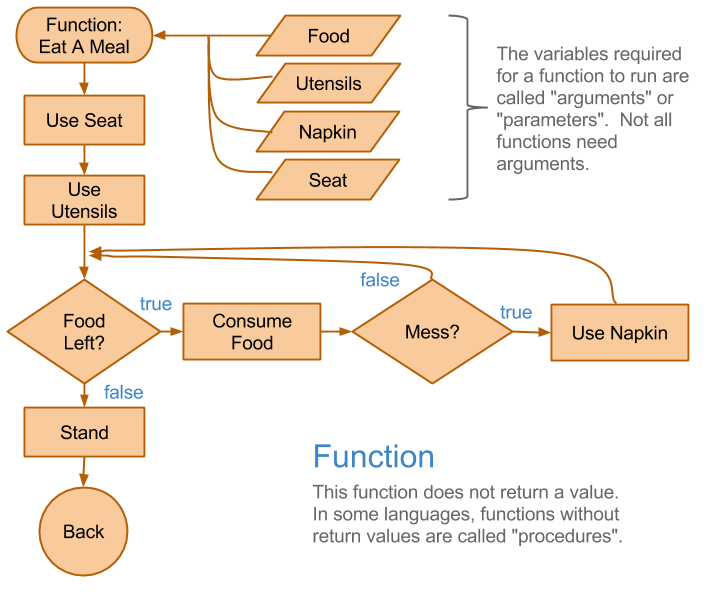 Function:
Eat A Meal
Food
Utensils
Napkin
Seat
The variables required
for a function to run are
called "arguments" or
"parameters".  Not all
functions need
arguments.
Use Seat
Use
Utensils
Food
Left?
true
Consume
Food
false
Mess?
true
Use Napkin
false
Stand
Back
Function
This function does not return a value.
In some languages, functions without
return values are called "procedures".